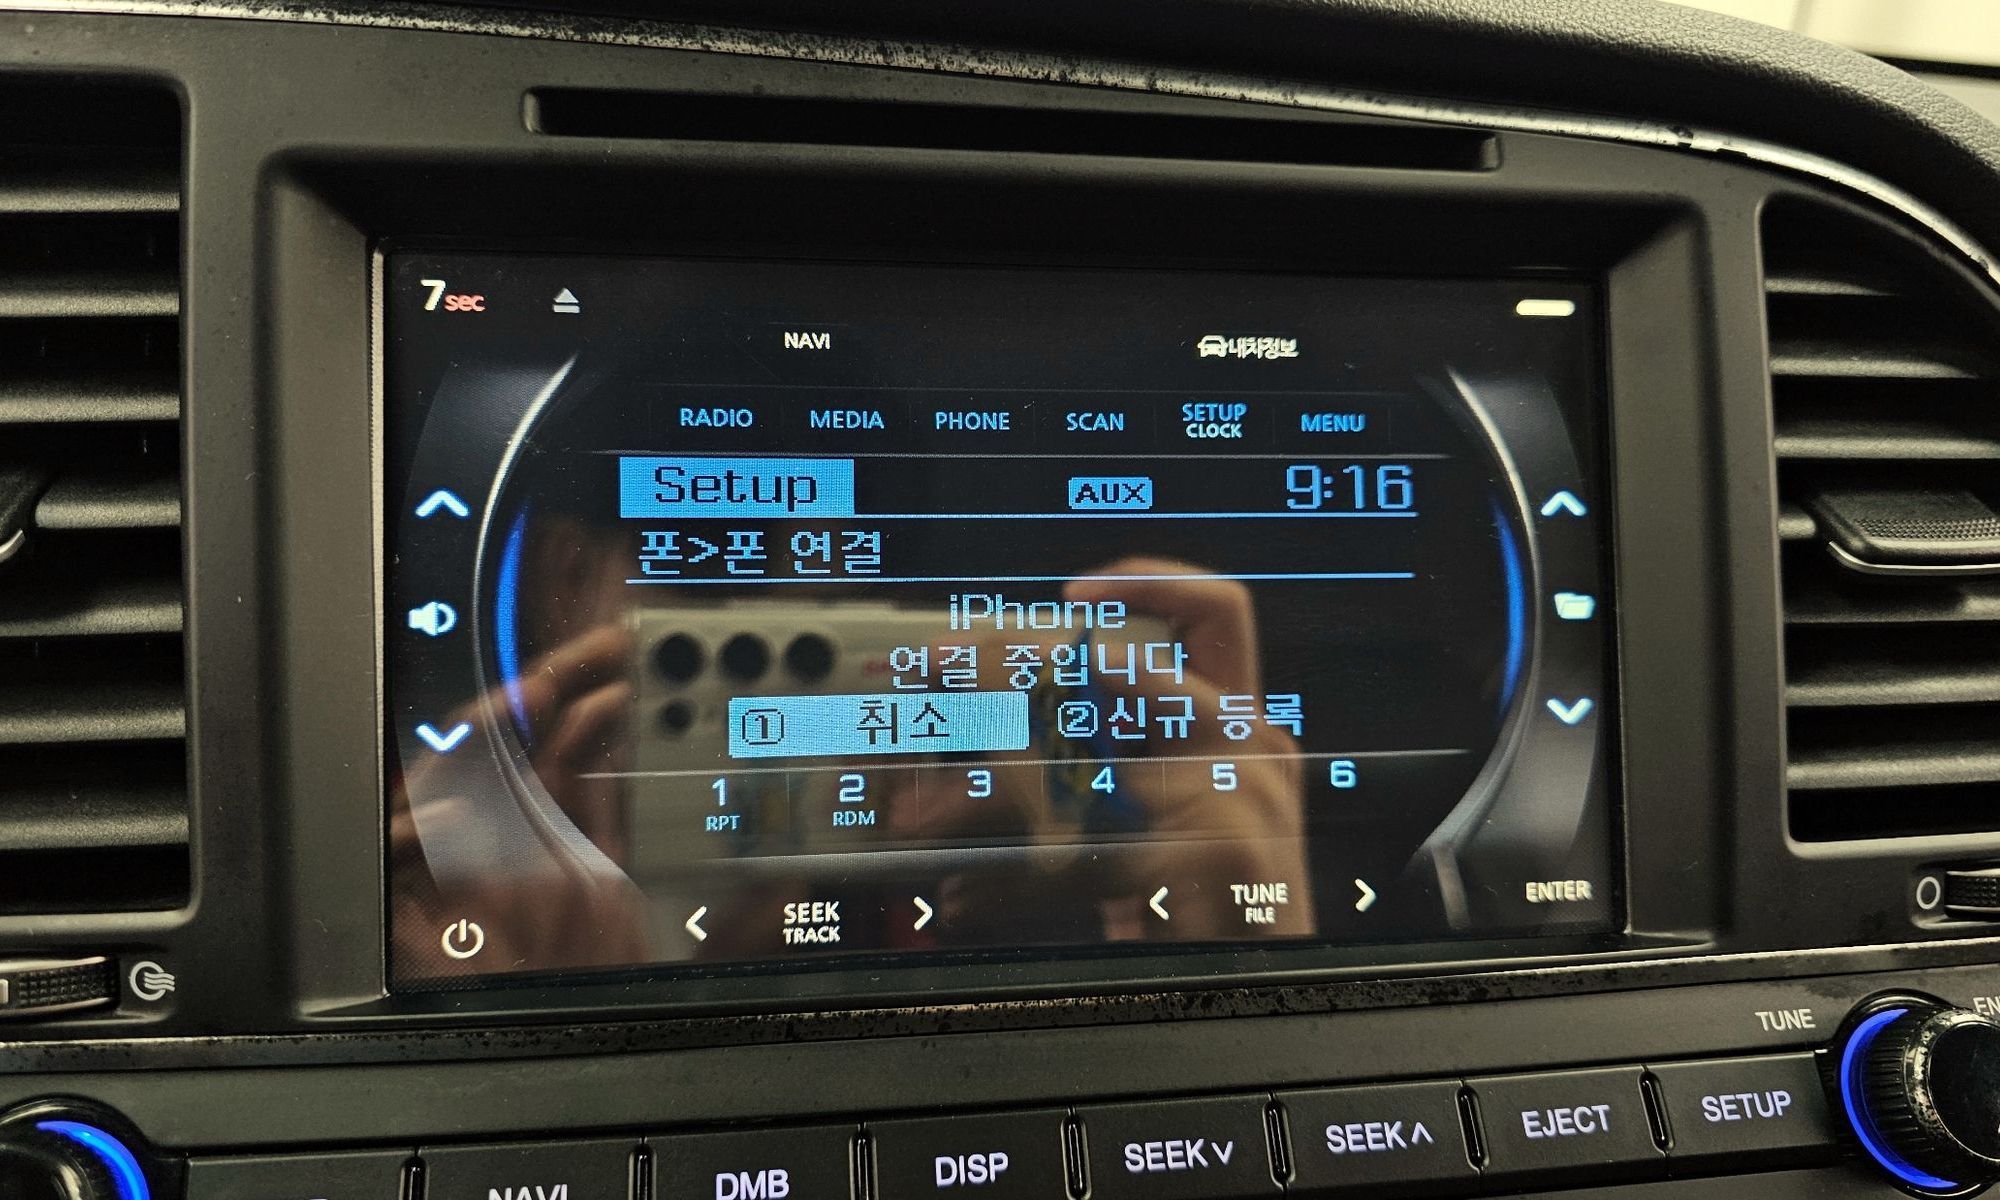 7sec
NAVI
내차정보
RADIO MEDIA PHONE SCAN SETUP CLOCK MENU
Setup AUX 9:16
폰>폰 연결
iPhone
연결 중입니다
① 취소 ②신규 등록
1 2 3 4 5 6
RPT RDM
SEEK TRACK
TUNE FILE
ENTER
TUNE
NAVI DMB DISP SEEK∨ SEEK∧ EJECT SETUP